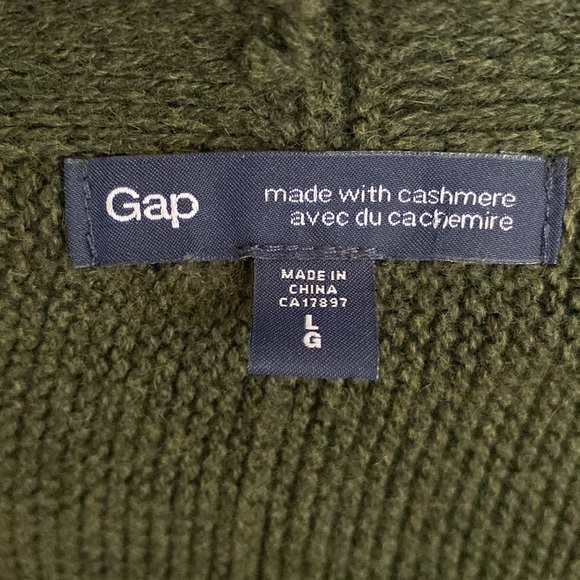 Gap
made with cashmere
avec du cachemire
MADE IN
CHINA
CA17897
L
G